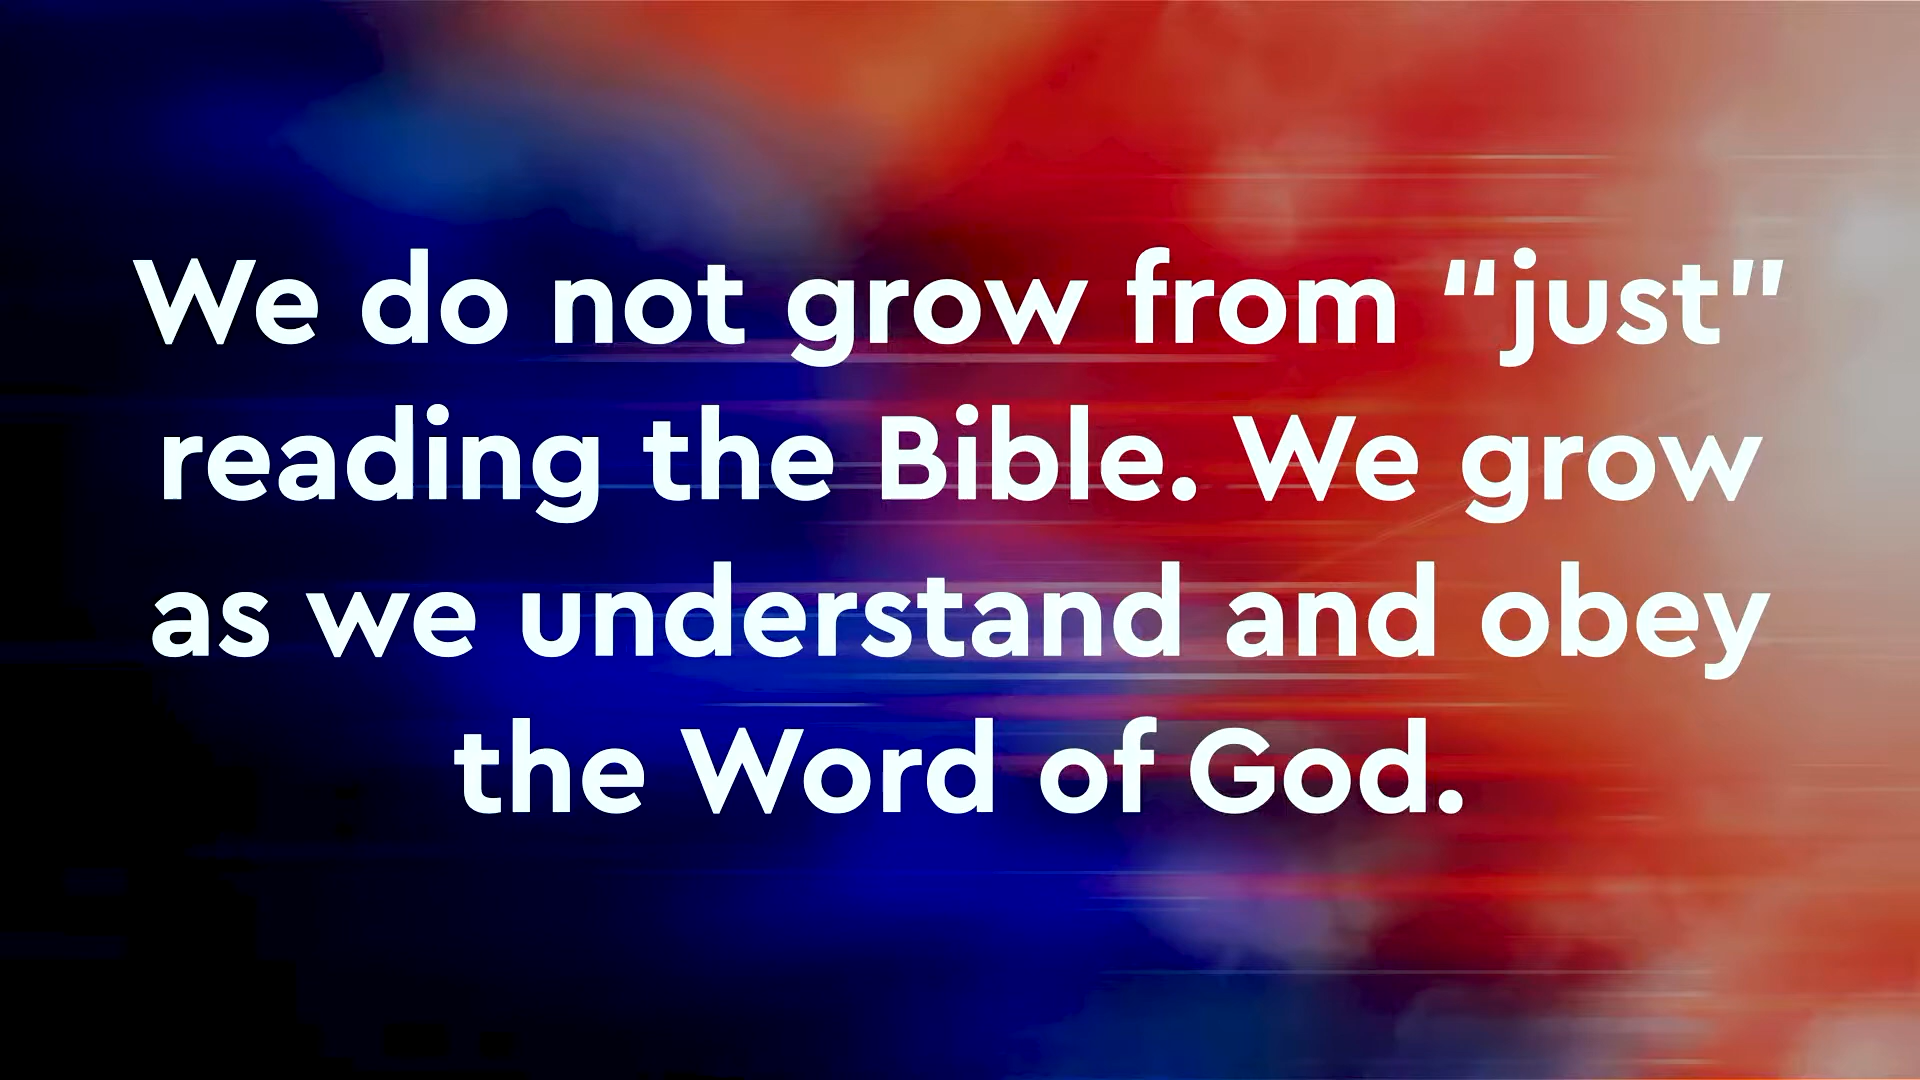 We do not grow from “just”
reading the Bible. We grow
as we understand and obey
the Word of God.